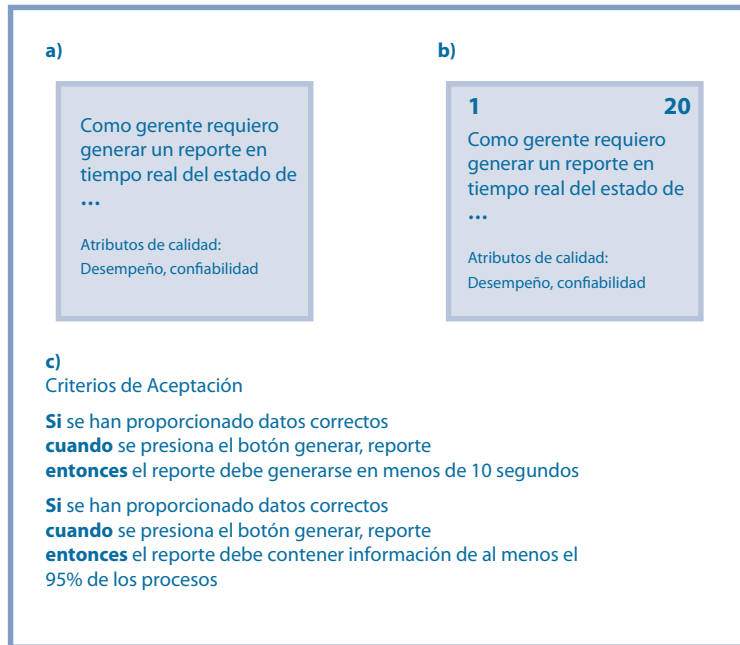 a)
Como gerente requiero
generar un reporte en
tiempo real del estado de
...
Atributos de calidad:
Desempeño, confiabilidad
b)
1 20
Como gerente requiero
generar un reporte en
tiempo real del estado de
...
Atributos de calidad:
Desempeño, confiabilidad
c)
Criterios de Aceptación
Si se han proporcionado datos correctos
cuando se presiona el botón generar, reporte
entonces el reporte debe generarse en menos de 10 segundos
Si se han proporcionado datos correctos
cuando se presiona el botón generar, reporte
entonces el reporte debe contener información de al menos el
95% de los procesos